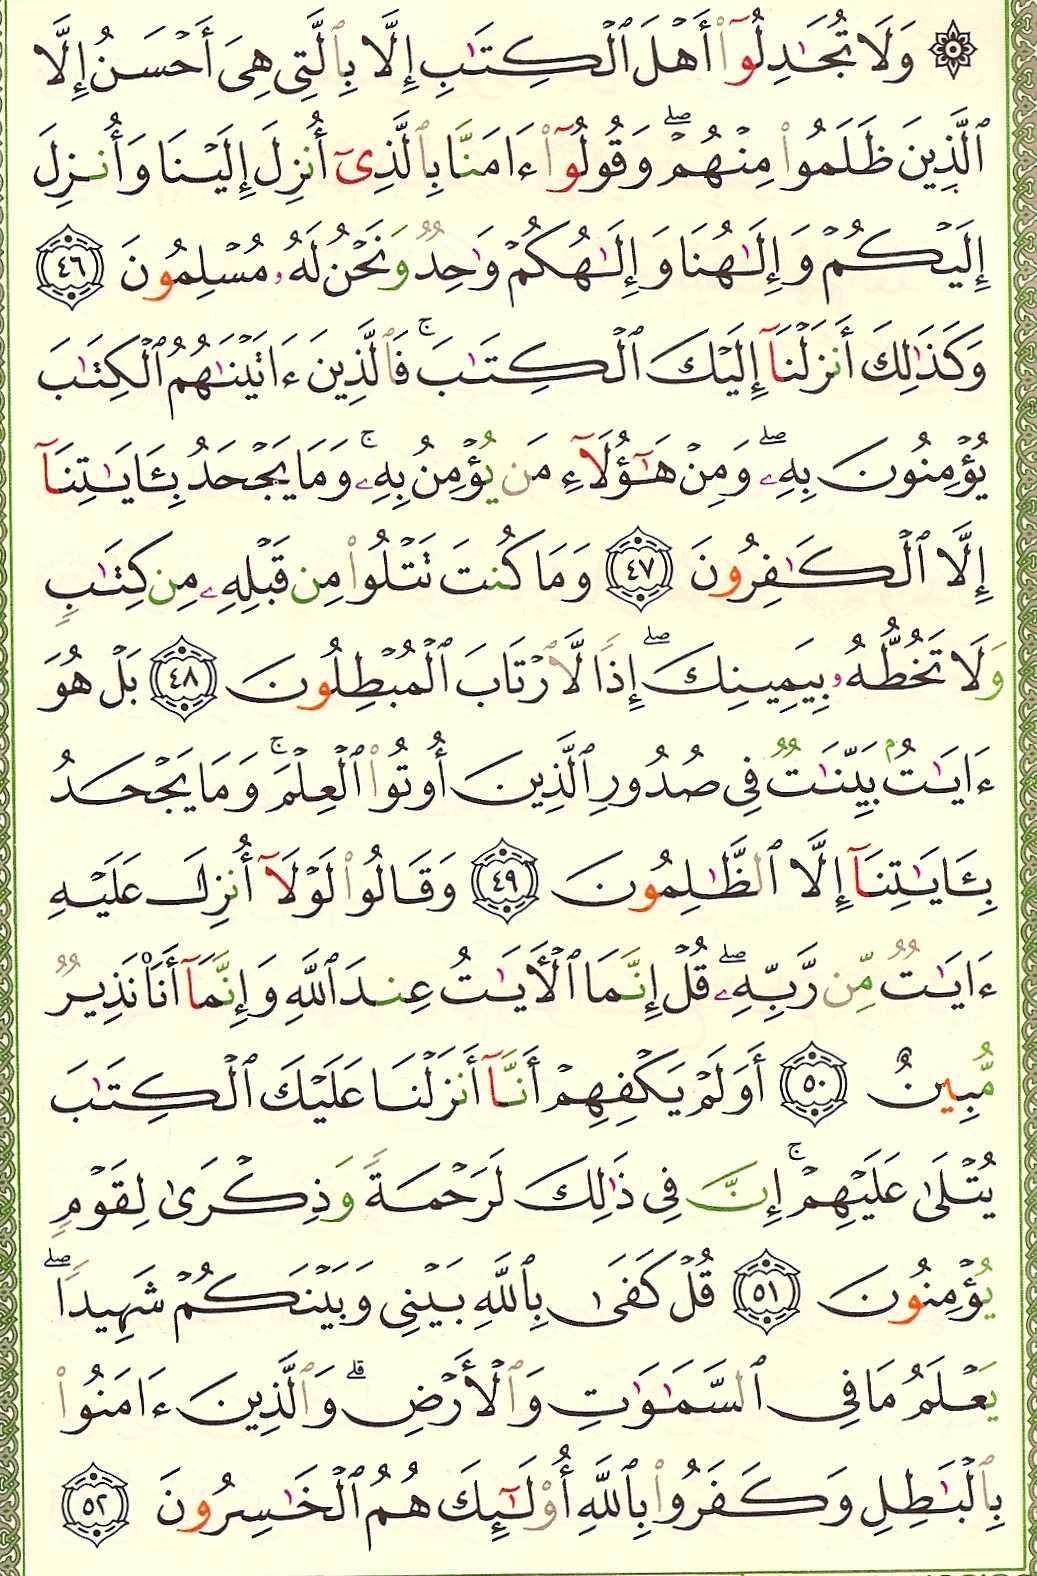 ۞ وَلَا تُجَٰدِلُوٓا۟ أَهْلَ ٱلْكِتَٰبِ إِلَّا بِٱلَّتِى هِىَ أَحْسَنُ إِلَّا
ٱلَّذِينَ ظَلَمُوا۟ مِنْهُمْ ۖ وَقُولُوٓا۟ ءَامَنَّا بِٱلَّذِىٓ أُنزِلَ إِلَيْنَا وَأُنزِلَ
إِلَيْكُمْ وَإِلَٰهُنَا وَإِلَٰهُكُمْ وَٰحِدٌ وَنَحْنُ لَهُۥ مُسْلِمُونَ ٤٦
وَكَذَٰلِكَ أَنزَلْنَآ إِلَيْكَ ٱلْكِتَٰبَ ۚ فَٱلَّذِينَ ءَاتَيْنَٰهُمُ ٱلْكِتَٰبَ
يُؤْمِنُونَ بِهِۦ ۖ وَمِنْ هَٰٓؤُلَآءِ مَن يُؤْمِنُ بِهِۦ ۚ وَمَا يَجْحَدُ بِـَٔايَٰتِنَآ
إِلَّا ٱلْكَٰفِرُونَ ٤٧ وَمَا كُنتَ تَتْلُوا۟ مِن قَبْلِهِۦ مِن كِتَٰبٍ
وَلَا تَخُطُّهُۥ بِيَمِينِكَ ۖ إِذًا لَّٱرْتَابَ ٱلْمُبْطِلُونَ ٤٨ بَلْ هُوَ
ءَايَٰتٌۢ بَيِّنَٰتٌ فِى صُدُورِ ٱلَّذِينَ أُوتُوا۟ ٱلْعِلْمَ ۚ وَمَا يَجْحَدُ
بِـَٔايَٰتِنَآ إِلَّا ٱلظَّٰلِمُونَ ٤٩ وَقَالُوا۟ لَوْلَآ أُنزِلَ عَلَيْهِ
ءَايَٰتٌ مِّن رَّبِّهِۦ ۖ قُلْ إِنَّمَا ٱلْـَٔايَٰتُ عِندَ ٱللَّهِ وَإِنَّمَآ أَنَا۠ نَذِيرٌ
مُّبِينٌ ٥٠ أَوَلَمْ يَكْفِهِمْ أَنَّآ أَنزَلْنَا عَلَيْكَ ٱلْكِتَٰبَ
يُتْلَىٰ عَلَيْهِمْ ۚ إِنَّ فِى ذَٰلِكَ لَرَحْمَةً وَذِكْرَىٰ لِقَوْمٍ
يُؤْمِنُونَ ٥١ قُلْ كَفَىٰ بِٱللَّهِ بَيْنِى وَبَيْنَكُمْ شَهِيدًا ۖ
يَعْلَمُ مَا فِى ٱلسَّمَٰوَٰتِ وَٱلْأَرْضِ ۗ وَٱلَّذِينَ ءَامَنُوا۟
بِٱلْبَٰطِلِ وَكَفَرُوا۟ بِٱللَّهِ أُو۟لَٰٓئِكَ هُمُ ٱلْخَٰسِرُونَ ٥٢